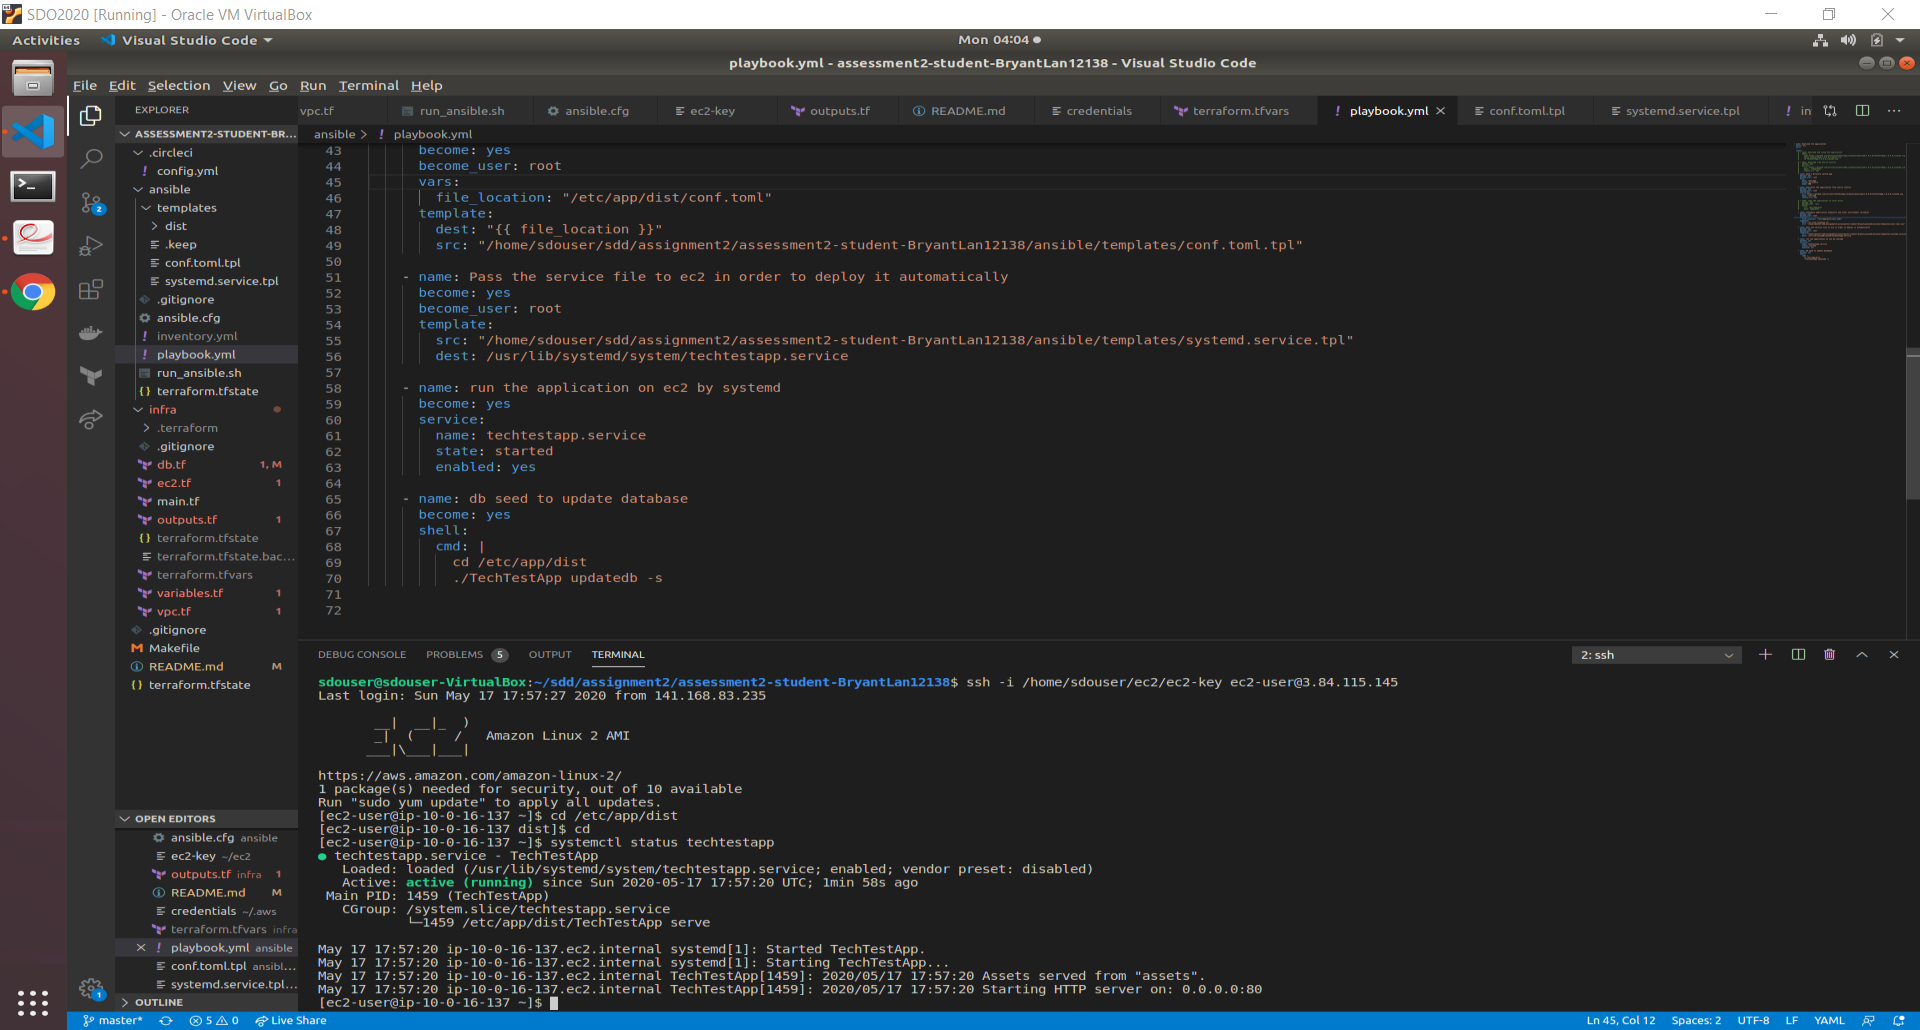 SDO2020 [Running] - Oracle VM VirtualBox
Activities Visual Studio Code Mon 04:04
playbook.yml - assessment2-student-BryantLan12138 - Visual Studio Code
File Edit Selection View Go Run Terminal Help
EXPLORER
vpc.tf run_ansible.sh ansible.cfg ec2-key outputs.tf README.md credentials terraform.tfvars playbook.yml conf.toml.tpl systemd.service.tpl in
ASSESSMENT2-STUDENT-BR...
.circleci
config.yml
ansible
templates
dist
.keep
conf.toml.tpl
systemd.service.tpl
.gitignore
ansible.cfg
inventory.yml
playbook.yml
run_ansible.sh
terraform.tfstate
infra
.terraform
.gitignore
db.tf 1, M
ec2.tf 1
main.tf
outputs.tf 1
terraform.tfstate
terraform.tfstate.bac...
terraform.tfvars
variables.tf 1
vpc.tf 1
.gitignore
Makefile
README.md M
terraform.tfstate
OPEN EDITORS
ansible.cfg ansible
ec2-key ~/ec2
outputs.tf infra 1
README.md M
credentials ~/.aws
terraform.tfvars infra
playbook.yml ansible
conf.toml.tpl ansibl...
systemd.service.tpl...
OUTLINE
ansible > playbook.yml
43 become: yes
44 become_user: root
45 vars:
46 file_location: "/etc/app/dist/conf.toml"
47 template:
48 dest: "{{ file_location }}"
49 src: "/home/sdouser/sdd/assignment2/assessment2-student-BryantLan12138/ansible/templates/conf.toml.tpl"
50
51 - name: Pass the service file to ec2 in order to deploy it automatically
52 become: yes
53 become_user: root
54 template:
55 src: "/home/sdouser/sdd/assignment2/assessment2-student-BryantLan12138/ansible/templates/systemd.service.tpl"
56 dest: /usr/lib/systemd/system/techtestapp.service
57
58 - name: run the application on ec2 by systemd
59 become: yes
60 service:
61 name: techtestapp.service
62 state: started
63 enabled: yes
64
65 - name: db seed to update database
66 become: yes
67 shell:
68 cmd: |
69 cd /etc/app/dist
70 ./TechTestApp updatedb -s
71
72
DEBUG CONSOLE PROBLEMS 5 OUTPUT TERMINAL 2: ssh
sdouser@sdouser-VirtualBox:~/sdd/assignment2/assessment2-student-BryantLan12138$ ssh -i /home/sdouser/ec2/ec2-key ec2-user@3.84.115.145
Last login: Sun May 17 17:57:27 2020 from 141.168.83.235
__| __|_ )
_| ( / Amazon Linux 2 AMI
___|\___|___|
https://aws.amazon.com/amazon-linux-2/
1 package(s) needed for security, out of 10 available
Run "sudo yum update" to apply all updates.
[ec2-user@ip-10-0-16-137 ~]$ cd /etc/app/dist
[ec2-user@ip-10-0-16-137 dist]$ cd
[ec2-user@ip-10-0-16-137 ~]$ systemctl status techtestapp
● techtestapp.service - TechTestApp
Loaded: loaded (/usr/lib/systemd/system/techtestapp.service; enabled; vendor preset: disabled)
Active: active (running) since Sun 2020-05-17 17:57:20 UTC; 1min 58s ago
Main PID: 1459 (TechTestApp)
CGroup: /system.slice/techtestapp.service
└─1459 /etc/app/dist/TechTestApp serve
May 17 17:57:20 ip-10-0-16-137.ec2.internal systemd[1]: Started TechTestApp.
May 17 17:57:20 ip-10-0-16-137.ec2.internal systemd[1]: Starting TechTestApp...
May 17 17:57:20 ip-10-0-16-137.ec2.internal TechTestApp[1459]: 2020/05/17 17:57:20 Assets served from "assets".
May 17 17:57:20 ip-10-0-16-137.ec2.internal TechTestApp[1459]: 2020/05/17 17:57:20 Starting HTTP server on: 0.0.0.0:80
[ec2-user@ip-10-0-16-137 ~]$
master* 5 0 Live Share Ln 45, Col 12 Spaces: 2 UTF-8 LF YAML